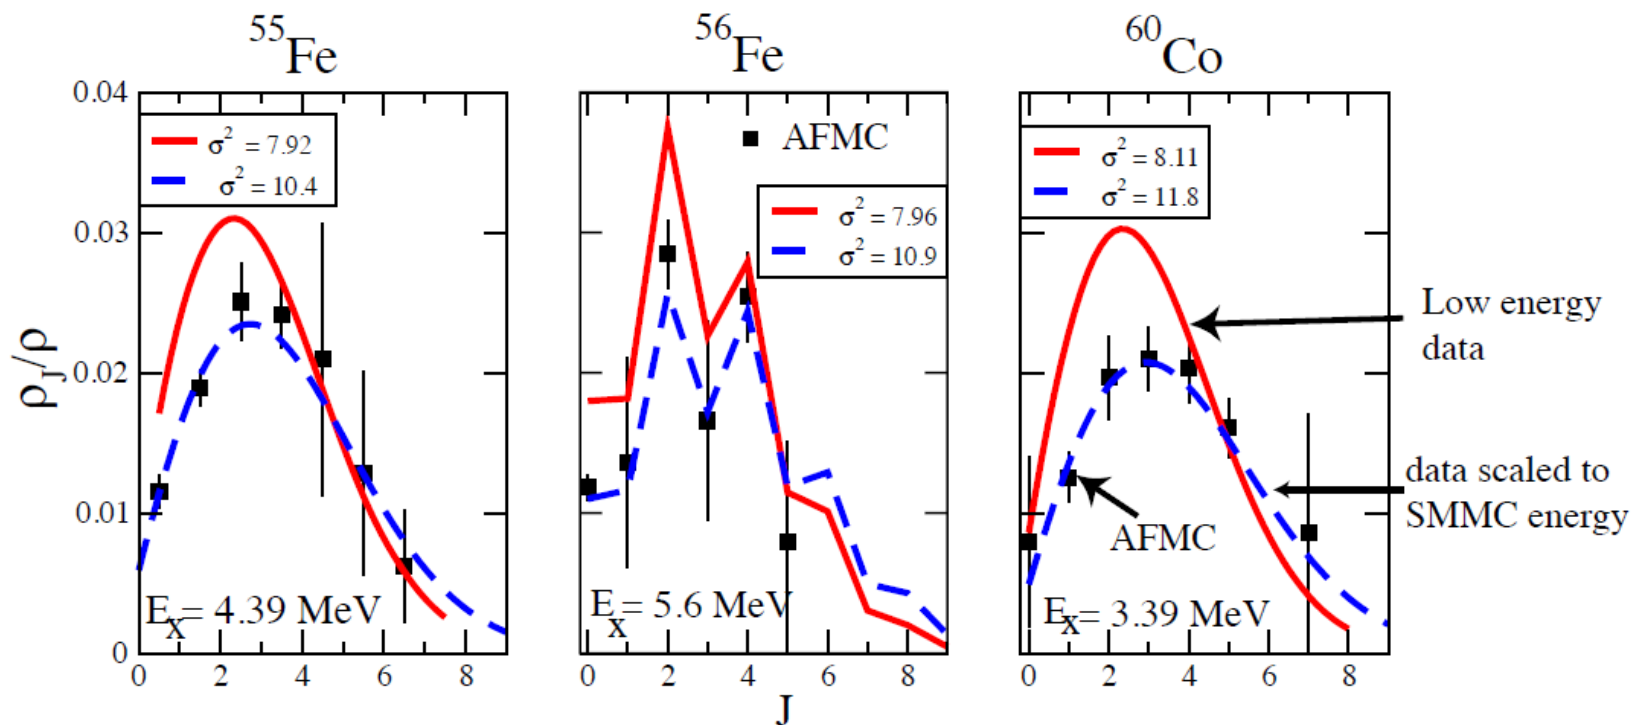 55Fe
56Fe
60Co
0.04
0.03
0.02
0.01
0
ρJ/ρ
σ2 = 7.92
σ2 = 10.4
Ex= 4.39 MeV
0 2 4 6 8
AFMC
σ2 = 7.96
σ2 = 10.9
Ex= 5.6 MeV
0 2 4 6 8
J
σ2 = 8.11
σ2 = 11.8
Low energy
data
data scaled to
SMMC energy
AFMC
Ex= 3.39 MeV
0 2 4 6 8